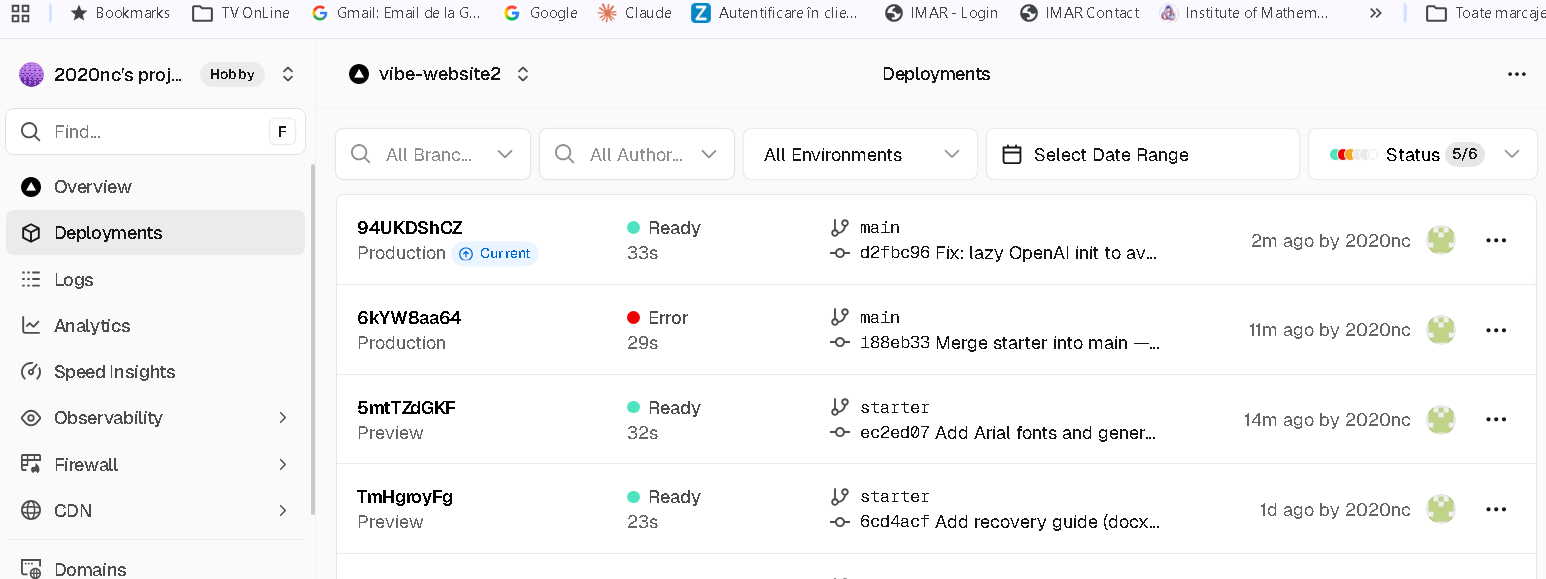 Bookmarks TV OnLine Gmail: Email de la G... Google Claude Autentificare în clie... IMAR - Login IMAR Contact Institute of Mathem... Toate marcaje
2020nc's proj... Hobby
vibe-website2
Deployments
Find... F
All Branc...
All Author...
All Environments
Select Date Range
Status 5/6
Overview
Deployments
Logs
Analytics
Speed Insights
Observability
Firewall
CDN
Domains
94UKDShCZ
Production Current
Ready
33s
main
d2fbc96 Fix: lazy OpenAI init to av...
2m ago by 2020nc
6kYW8aa64
Production
Error
29s
main
188eb33 Merge starter into main —...
11m ago by 2020nc
5mtTZdGKF
Preview
Ready
32s
starter
ec2ed07 Add Arial fonts and gener...
14m ago by 2020nc
TmHgroyFg
Preview
Ready
23s
starter
6cd4acf Add recovery guide (docx...
1d ago by 2020nc